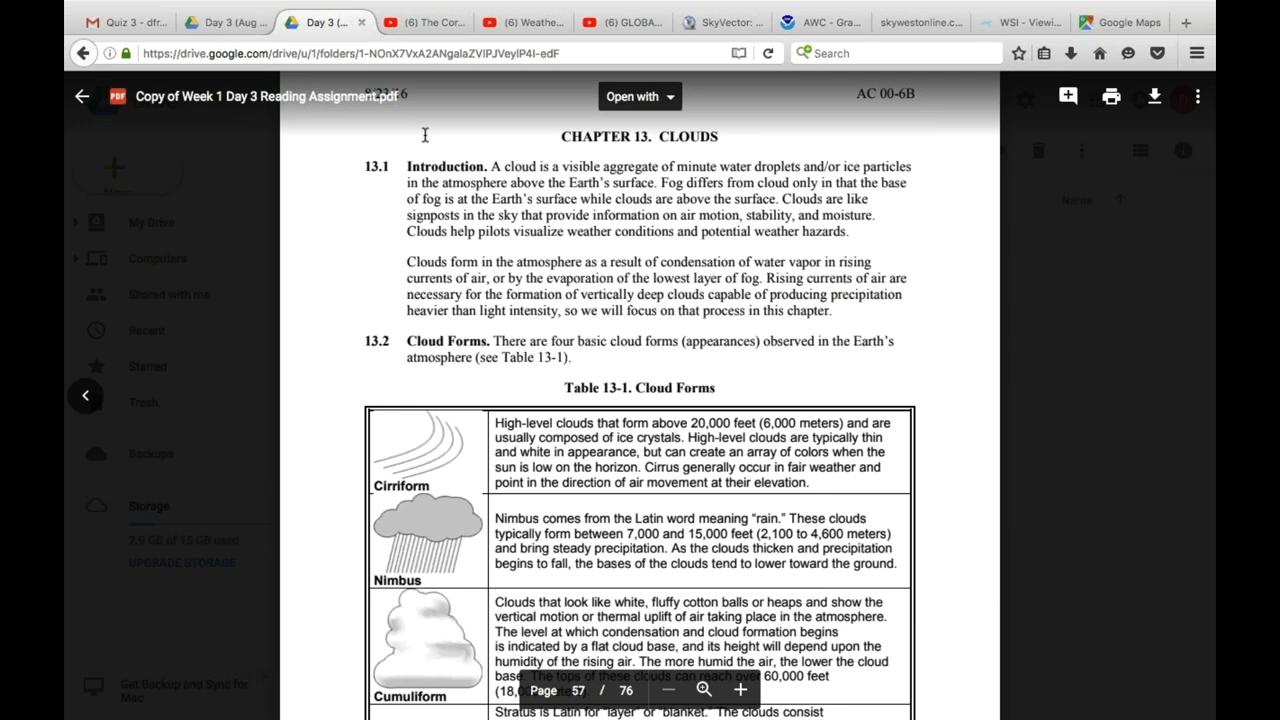 Quiz 3 - dfr...
Day 3 (Aug ...
Day 3 (...
(6) The Cor...
(6) Weathe...
(6) GLOBA...
SkyVector: ...
AWC - Gra...
skywestonline.c...
WSI - Viewi...
Google Maps
https://drive.google.com/drive/u/1/folders/1-NOnX7VxA2ANgalaZVIPJVeylP4I-edF
Search
PDF Copy of Week 1 Day 3 Reading Assignment.pdf
Open with
AC 00-6B
My Drive
Computers
Shared with me
Recent
Starred
Trash
Backups
Storage
2.9 GB of 15 GB used
UPGRADE STORAGE
Get Backup and Sync for
Mac
Name
CHAPTER 13. CLOUDS
13.1 Introduction. A cloud is a visible aggregate of minute water droplets and/or ice particles
in the atmosphere above the Earth's surface. Fog differs from cloud only in that the base
of fog is at the Earth's surface while clouds are above the surface. Clouds are like
signposts in the sky that provide information on air motion, stability, and moisture.
Clouds help pilots visualize weather conditions and potential weather hazards.
Clouds form in the atmosphere as a result of condensation of water vapor in rising
currents of air, or by the evaporation of the lowest layer of fog. Rising currents of air are
necessary for the formation of vertically deep clouds capable of producing precipitation
heavier than light intensity, so we will focus on that process in this chapter.
13.2 Cloud Forms. There are four basic cloud forms (appearances) observed in the Earth's
atmosphere (see Table 13-1).
Table 13-1. Cloud Forms
Cirriform
High-level clouds that form above 20,000 feet (6,000 meters) and are
usually composed of ice crystals. High-level clouds are typically thin
and white in appearance, but can create an array of colors when the
sun is low on the horizon. Cirrus generally occur in fair weather and
point in the direction of air movement at their elevation.
Nimbus
Nimbus comes from the Latin word meaning "rain." These clouds
typically form between 7,000 and 15,000 feet (2,100 to 4,600 meters)
and bring steady precipitation. As the clouds thicken and precipitation
begins to fall, the bases of the clouds tend to lower toward the ground.
Cumuliform
Clouds that look like white, fluffy cotton balls or heaps and show the
vertical motion or thermal uplift of air taking place in the atmosphere.
The level at which condensation and cloud formation begins
is indicated by a flat cloud base, and its height will depend upon the
humidity of the rising air. The more humid the air, the lower the cloud
base. The tops of these clouds can reach over 60,000 feet
(18,0
Page 57 / 76
Stratus is Latin for "layer" or "blanket." The clouds consist